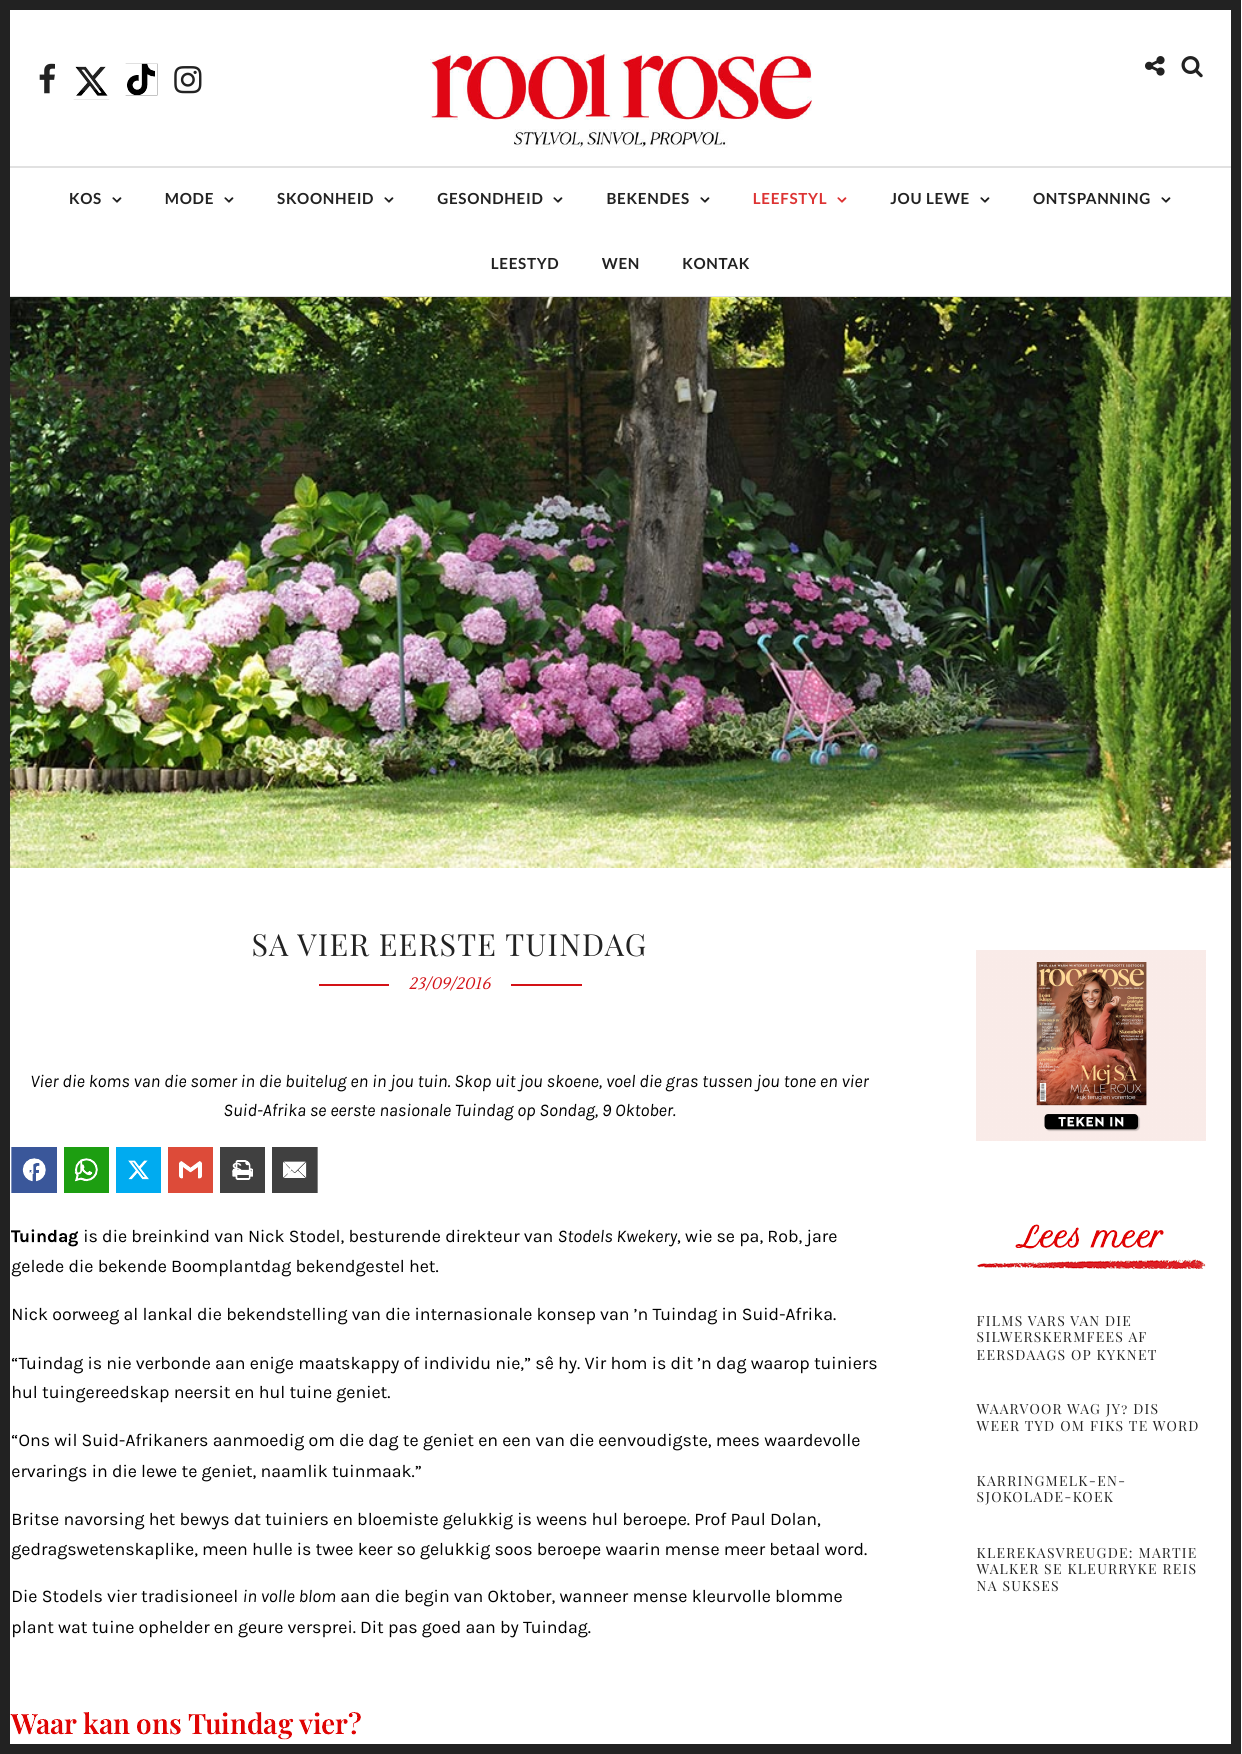 rooi rose
STYLVOL, SINVOL, PROPVOL.
KOS MODE SKOONHEID GESONDHEID BEKENDES LEEFSTYL JOU LEWE ONTSPANNING
LEESTYD WEN KONTAK
SA VIER EERSTE TUINDAG
23/09/2016
Vier die koms van die somer in die buitelug en in jou tuin. Skop uit jou skoene, voel die gras tussen jou tone en vier
Suid-Afrika se eerste nasionale Tuindag op Sondag, 9 Oktober.
Tuindag is die breinkind van Nick Stodel, besturende direkteur van Stodels Kwekery, wie se pa, Rob, jare
gelede die bekende Boomplantdag bekendgestel het.
Nick oorweeg al lankal die bekendstelling van die internasionale konsep van ’n Tuindag in Suid-Afrika.
“Tuindag is nie verbonde aan enige maatskappy of individu nie,” sê hy. Vir hom is dit ’n dag waarop tuiniers
hul tuingereedskap neersit en hul tuine geniet.
“Ons wil Suid-Afrikaners aanmoedig om die dag te geniet en een van die eenvoudigste, mees waardevolle
ervarings in die lewe te geniet, naamlik tuinmaak.”
Britse navorsing het bewys dat tuiniers en bloemiste gelukkig is weens hul beroepe. Prof Paul Dolan,
gedragswetenskaplike, meen hulle is twee keer so gelukkig soos beroepe waarin mense meer betaal word.
Die Stodels vier tradisioneel in volle blom aan die begin van Oktober, wanneer mense kleurvolle blomme
plant wat tuine ophelder en geure versprei. Dit pas goed aan by Tuindag.
Waar kan ons Tuindag vier?
rooi rose
Mej SA
MIA LE ROUX
kyk terug en vorentoe
TEKEN IN
Lees meer
FILMS VARS VAN DIE
SILWERSKERMFEES AF
EERSDAAGS OP KYKNET
WAARVOOR WAG JY? DIS
WEER TYD OM FIKS TE WORD
KARRINGMELK-EN-
SJOKOLADE-KOEK
KLEREKASVREUGDE: MARTIE
WALKER SE KLEURRYKE REIS
NA SUKSES